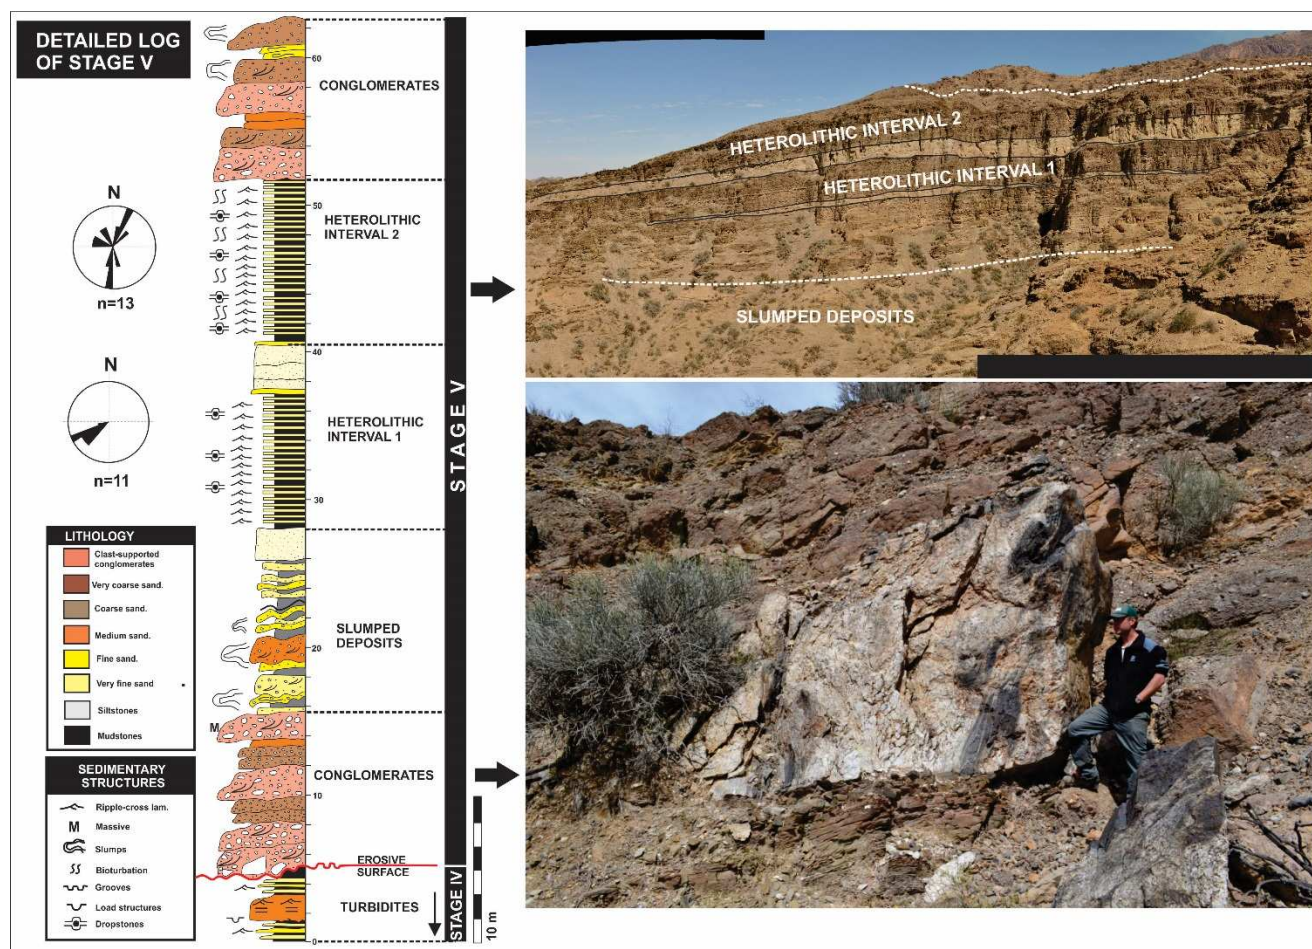 DETAILED LOG
OF STAGE V
60
CONGLOMERATES
50
HETEROLITHIC
INTERVAL 2
N
n=13
40
N
n=11
HETEROLITHIC
INTERVAL 1
30
SLUMPED
DEPOSITS
20
M
CONGLOMERATES
10
EROSIVE
SURFACE
TURBIDITES
0
STAGE V
STAGE IV
10 m
LITHOLOGY
Clast-supported
conglomerates
Very coarse sand.
Coarse sand.
Medium sand.
Fine sand.
Very fine sand
Siltstones
Mudstones
SEDIMENTARY
STRUCTURES
Ripplo-cross lam.
M Massive
Slumps
Bioturbation
Grooves
Load structures
Dropstones
HETEROLITHIC INTERVAL 2
HETEROLITHIC INTERVAL 1
SLUMPED DEPOSITS